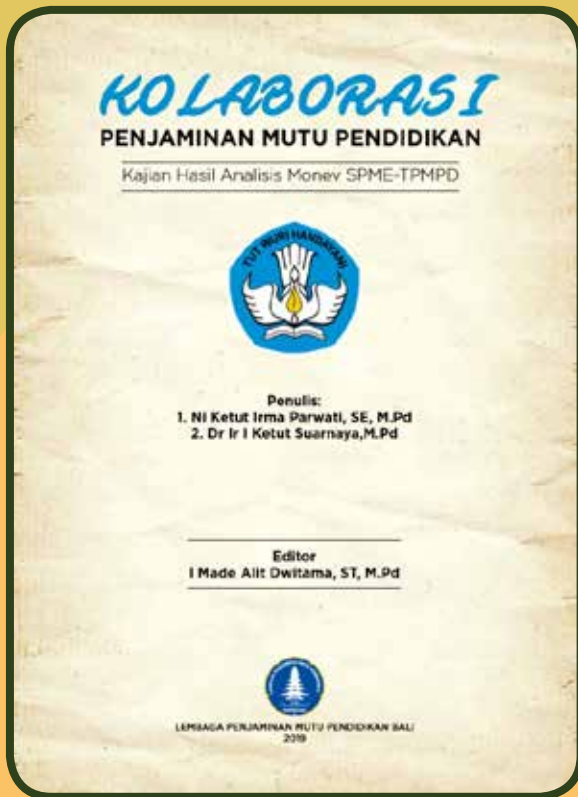 KOLABORASI
PENJAMINAN MUTU PENDIDIKAN
Kajian Hasil Analisis Monev SPME-TPMPD
TUT WURI HANDAYANI
Penulis:
1. Ni Ketut Irma Parwati, SE, M.Pd
2. Dr Ir I Ketut Suarnaya,M.Pd
Editor
I Made Alit Dwitama, ST, M.Pd
LEMBAGA PENJAMINAN MUTU PENDIDIKAN BALI
2019